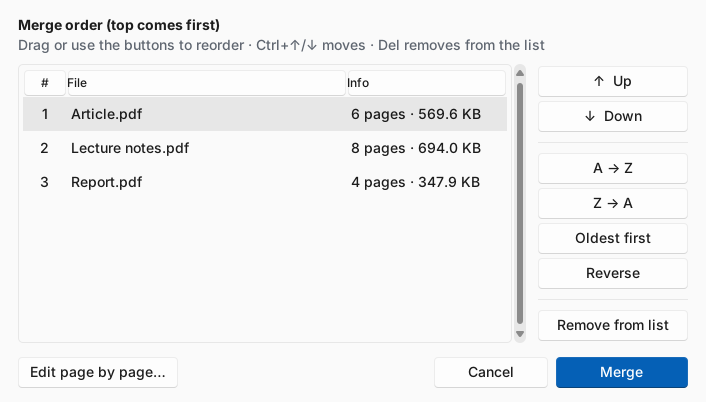 Merge order (top comes first)
Drag or use the buttons to reorder · Ctrl+↑/↓ moves · Del removes from the list
# File Info
1 Article.pdf 6 pages · 569.6 KB
2 Lecture notes.pdf 8 pages · 694.0 KB
3 Report.pdf 4 pages · 347.9 KB
↑ Up
↓ Down
A → Z
Z → A
Oldest first
Reverse
Remove from list
Edit page by page...
Cancel
Merge